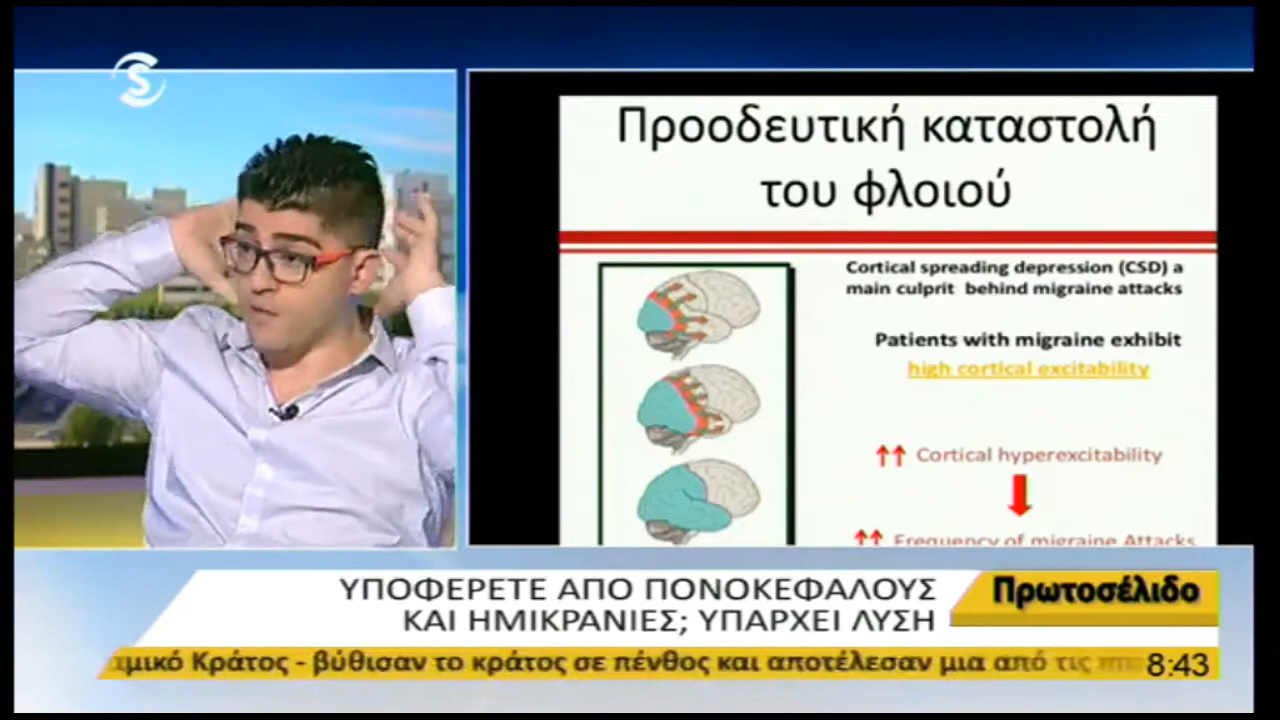 S
Προοδευτική καταστολή
του φλοιού
Cortical spreading depression (CSD) a
main culprit behind migraine attacks
Patients with migraine exhibit
high cortical excitability
↑↑ Cortical hyperexcitability
↑↑ Frequency of migraine Attacks
ΥΠΟΦΕΡΕΤΕ ΑΠΟ ΠΟΝΟΚΕΦΑΛΟΥΣ
ΚΑΙ ΗΜΙΚΡΑΝΙΕΣ; ΥΠΑΡΧΕΙ ΛΥΣΗ
Πρωτοσέλιδο
αμικό Κράτος - βύθισαν το κράτος σε πένθος και αποτέλεσαν μια από τις
8:43